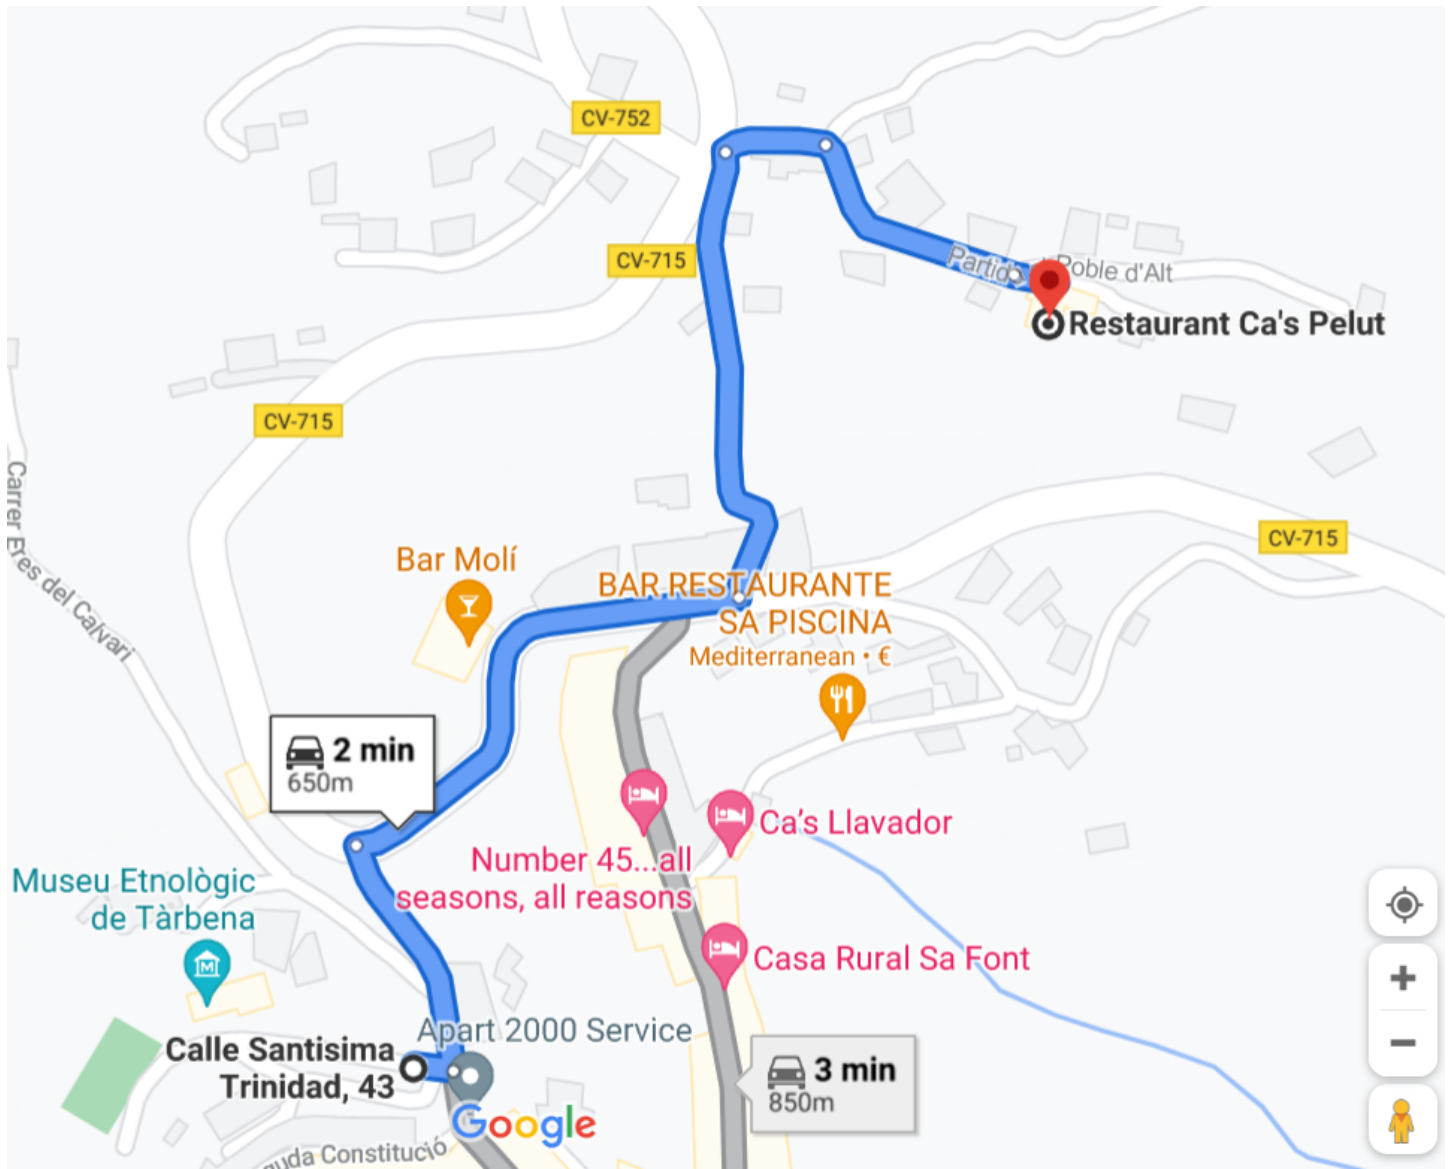 CV-752
CV-715
Partida
Poble d'Alt
Restaurant Ca's Pelut
CV-715
Carrer Eres del Calvari
CV-715
Bar Molí
BAR RESTAURANTE
SA PISCINA
Mediterranean • €
2 min
650m
Ca's Llavador
Number 45...all
seasons, all reasons
Museu Etnològic
de Tàrbena
Casa Rural Sa Font
Apart 2000 Service
Calle Santisima
Trinidad, 43
3 min
850m
Google
Constitució